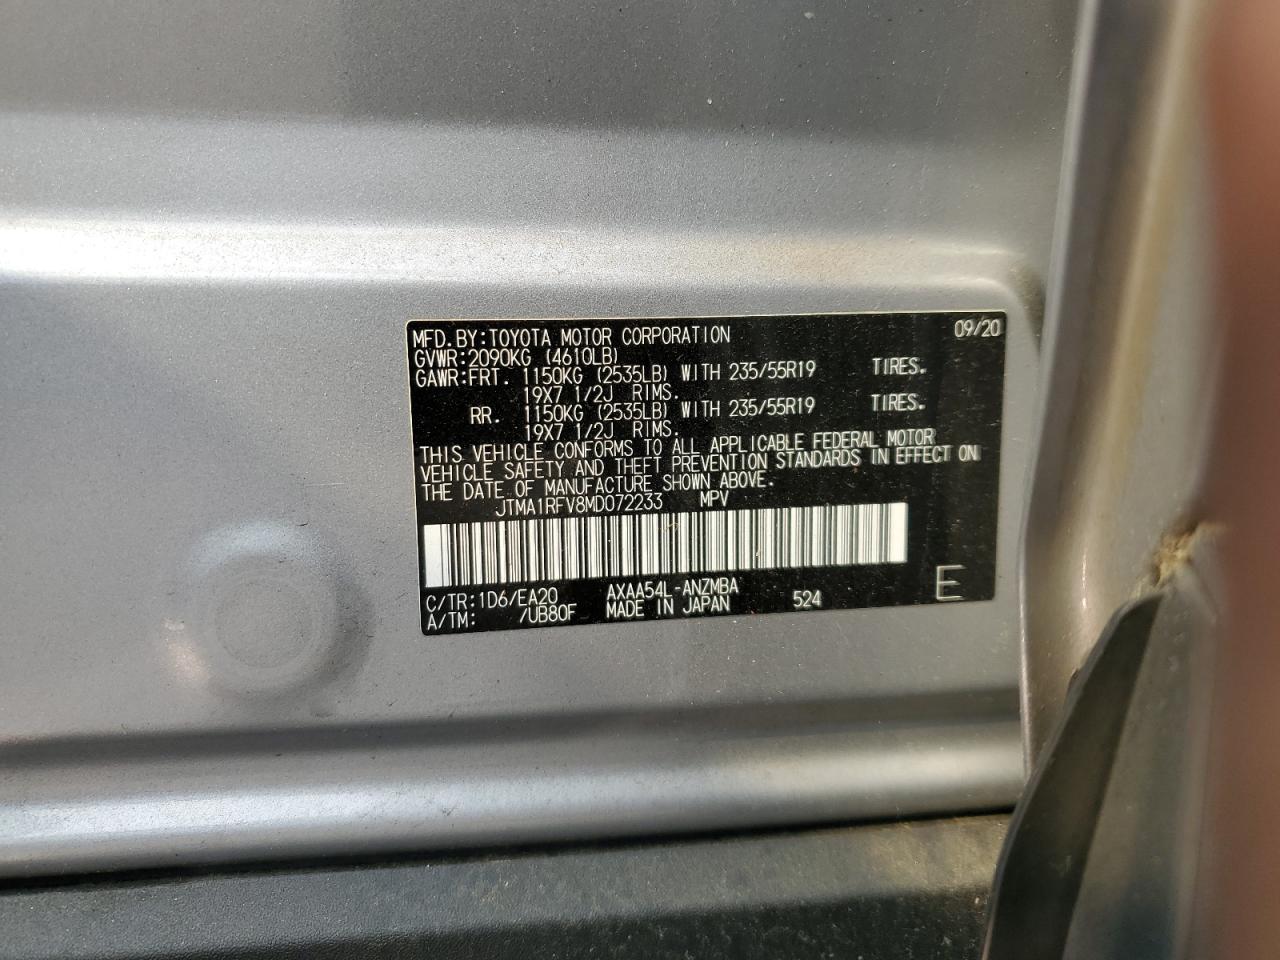 MFD.BY:TOYOTA MOTOR CORPORATION 09/20
GVWR:2090KG (4610LB)
GAWR:FRT. 1150KG (2535LB) WITH 235/55R19 TIRES.
19X7 1/2J RIMS.
RR. 1150KG (2535LB) WITH 235/55R19 TIRES.
19X7 1/2J RIMS.
THIS VEHICLE CONFORMS TO ALL APPLICABLE FEDERAL MOTOR
VEHICLE SAFETY AND THEFT PREVENTION STANDARDS IN EFFECT ON
THE DATE OF MANUFACTURE SHOWN ABOVE.
JTMA1RFV8MD072233 MPV
C/TR:1D6/EA20 AXAA54L-ANZMBA 524 E
A/TM: /UB80F MADE IN JAPAN